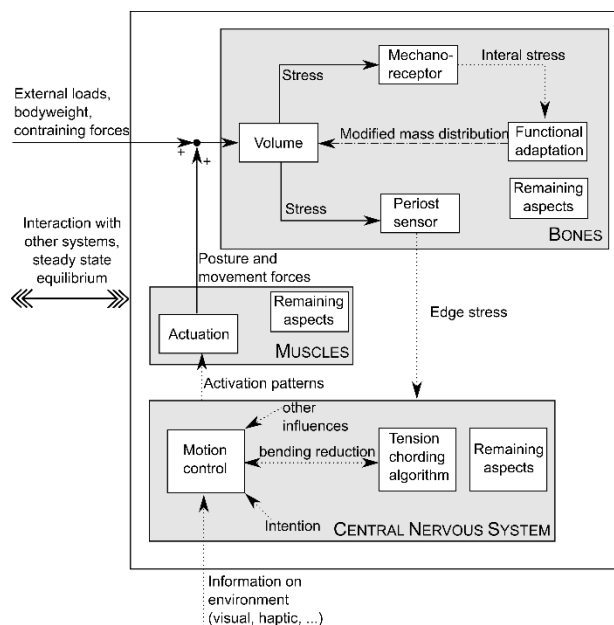 Mechano-
receptor
Interal stress
Stress
External loads,
bodyweight,
contraining forces
+
+
Volume
Modified mass distribution
Functional
adaptation
Stress
Periost
sensor
Remaining
aspects
BONES
Interaction with
other systems,
steady state
equilibrium
Posture and
movement forces
Remaining
aspects
Actuation
MUSCLES
Edge stress
Activation patterns
other
influences
Motion
control
bending reduction
Tension
chording
algorithm
Remaining
aspects
Intention
CENTRAL NERVOUS SYSTEM
Information on
environment
(visual, haptic, ...)